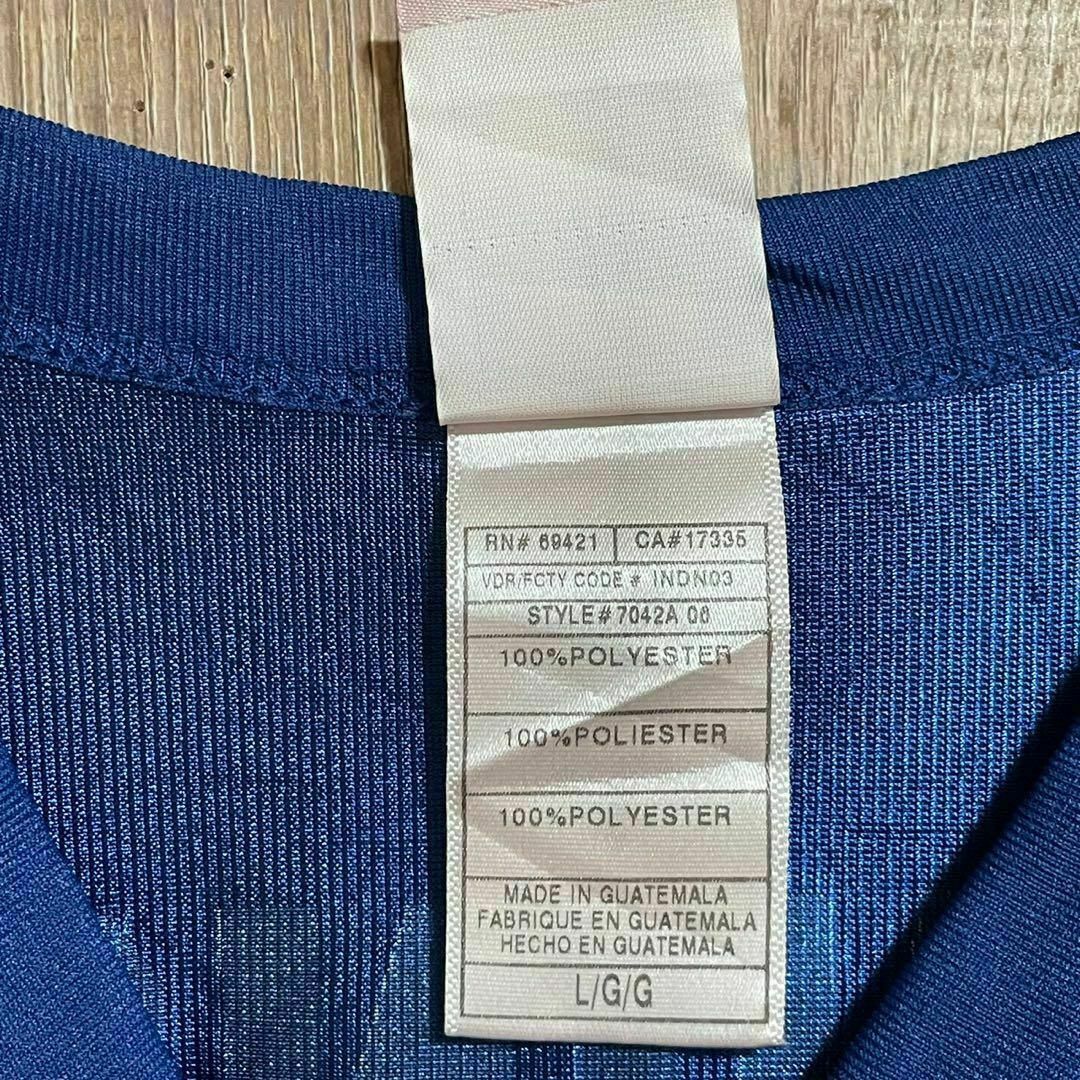 RN# 69421 CA#17335
VDR/FCTY CODE # INDN03
STYLE#7042A 06
100%POLYESTER
100%POLIESTER
100%POLYESTER
MADE IN GUATEMALA
FABRIQUE EN GUATEMALA
HECHO EN GUATEMALA
L/G/G